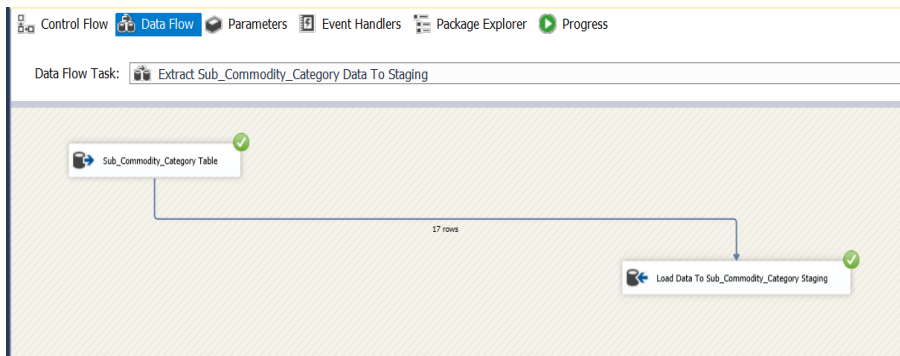 Control Flow Data Flow Parameters Event Handlers Package Explorer Progress
Data Flow Task: Extract Sub_Commodity_Category Data To Staging
Sub_Commodity_Category Table
17 rows
Load Data To Sub_Commodity_Category Staging